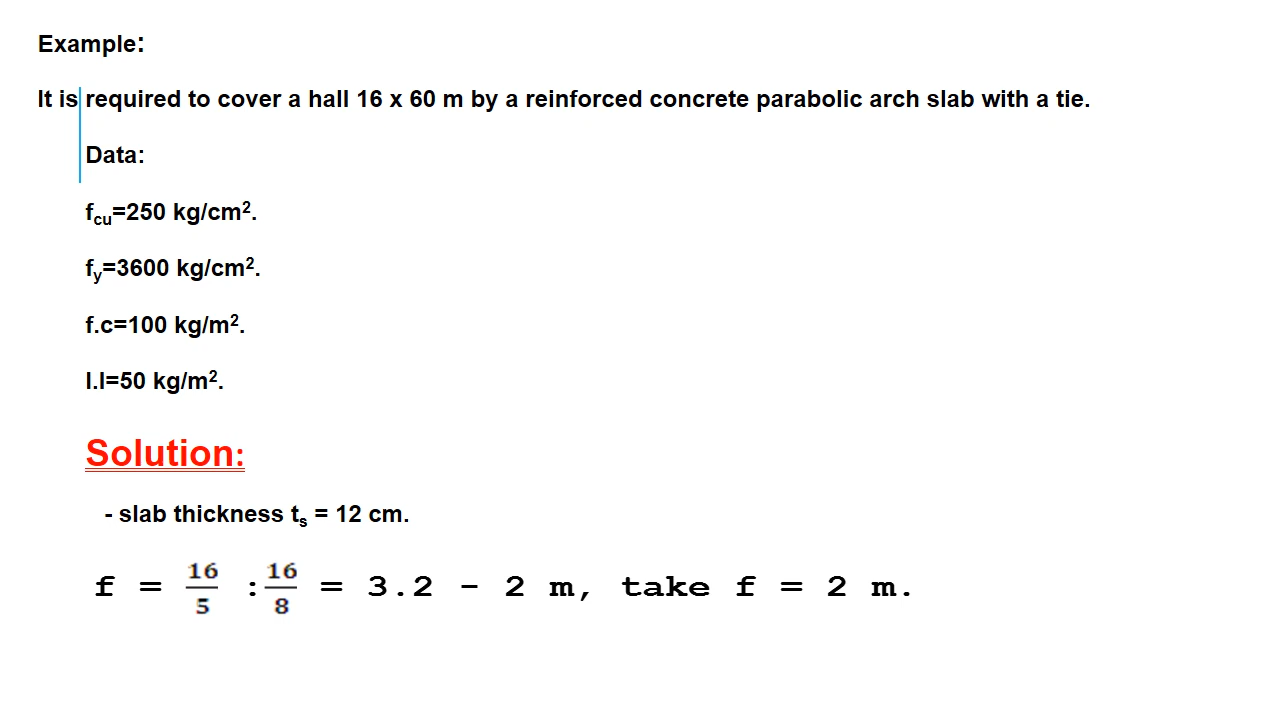 Example:
It is required to cover a hall 16 x 60 m by a reinforced concrete parabolic arch slab with a tie.
Data:
fcu=250 kg/cm².
fy=3600 kg/cm².
f.c=100 kg/m².
l.l=50 kg/m².
Solution:
- slab thickness ts = 12 cm.
f = 16/5 : 16/8 = 3.2 - 2 m, take f = 2 m.